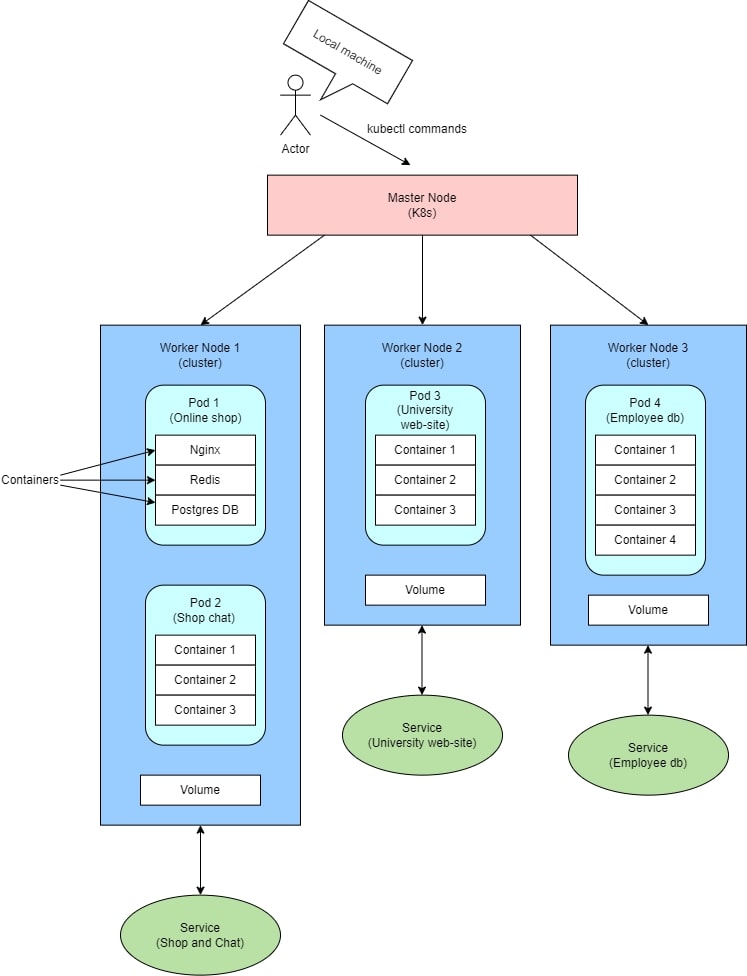 Local machine
kubectl commands
Actor
Master Node
(K8s)
Worker Node 1
(cluster)
Pod 1
(Online shop)
Nginx
Redis
Postgres DB
Containers
Pod 2
(Shop chat)
Container 1
Container 2
Container 3
Volume
Service
(Shop and Chat)
Worker Node 2
(cluster)
Pod 3
(University
web-site)
Container 1
Container 2
Container 3
Volume
Service
(University web-site)
Worker Node 3
(cluster)
Pod 4
(Employee db)
Container 1
Container 2
Container 3
Container 4
Volume
Service
(Employee db)